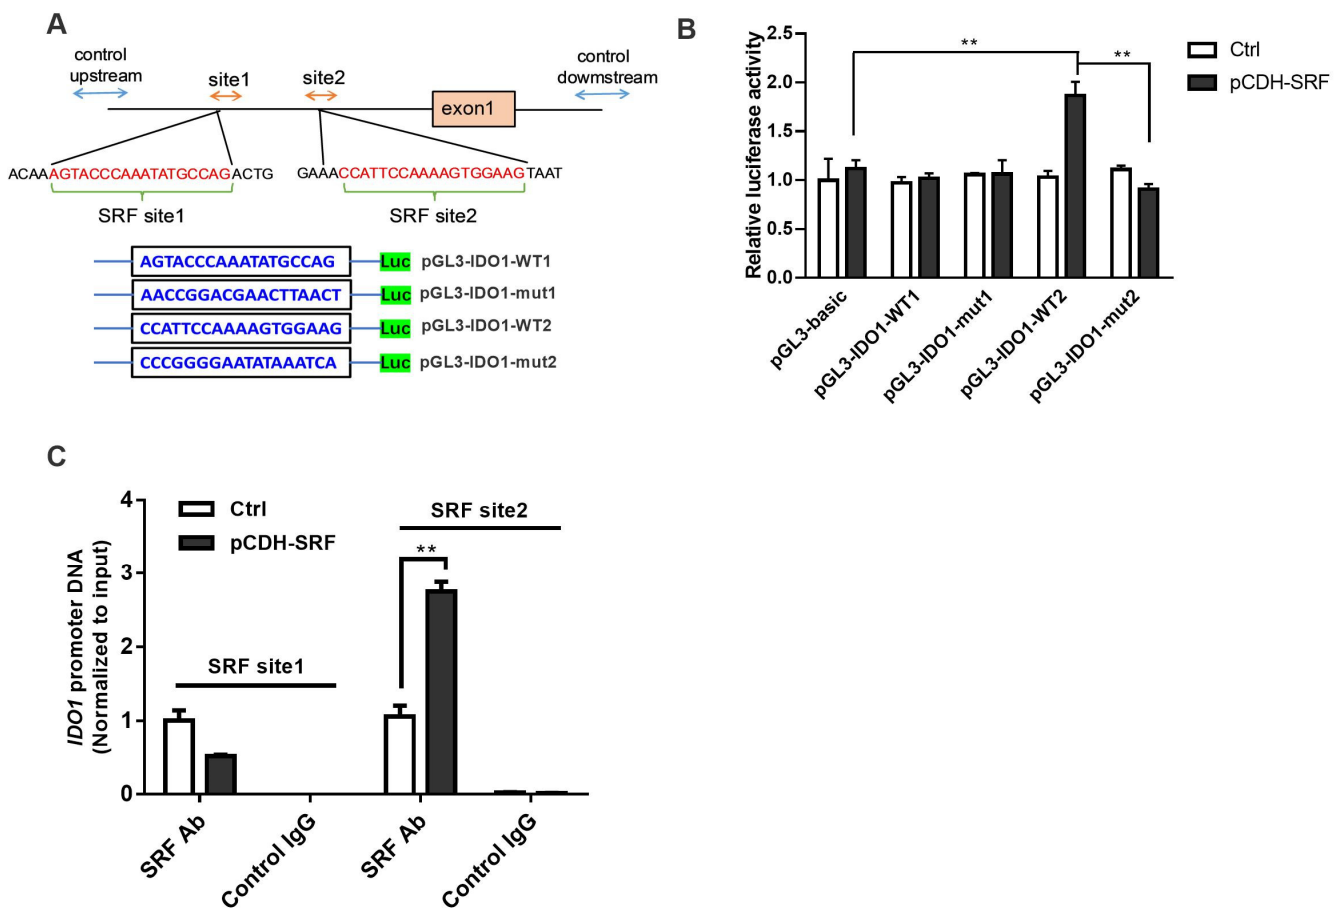 A
control
upstream
site1
site2
control
dowmstream
exon1
ACAAAGTACCCAAATATGCCAGACTG
GAAACCATTCCAAAAGTGGAAGTAAT
SRF site1
SRF site2
AGTACCCAAATATGCCAG Luc pGL3-IDO1-WT1
AACCGGACGAACTTAACT Luc pGL3-IDO1-mut1
CCATTCCAAAAGTGGAAG Luc pGL3-IDO1-WT2
CCCGGGGAATATAAATCA Luc pGL3-IDO1-mut2
B
Relative luciferase activity
2.5
2.0
1.5
1.0
0.5
0.0
**
**
Ctrl
pCDH-SRF
pGL3-basic
pGL3-IDO1-WT1
pGL3-IDO1-mut1
pGL3-IDO1-WT2
pGL3-IDO1-mut2
C
IDO1 promoter DNA
(Normalized to input)
4
3
2
1
0
Ctrl
pCDH-SRF
SRF site1
SRF site2
**
SRF Ab
Control IgG
SRF Ab
Control IgG